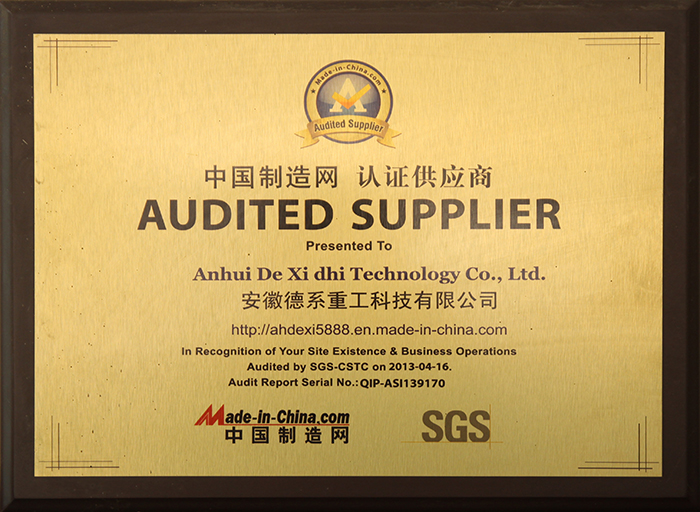 Made-in-China.com
A
Audited Supplier
中国制造网 认证供应商
AUDITED SUPPLIER
Presented To
Anhui De Xi dhi Technology Co., Ltd.
安徽德系重工科技有限公司
http://ahdexi5888.en.made-in-china.com
In Recognition of Your Site Existence & Business Operations
Audited by SGS-CSTC on 2013-04-16.
Audit Report Serial No.:QIP-ASI139170
Made-in-China.com
中国制造网
SGS